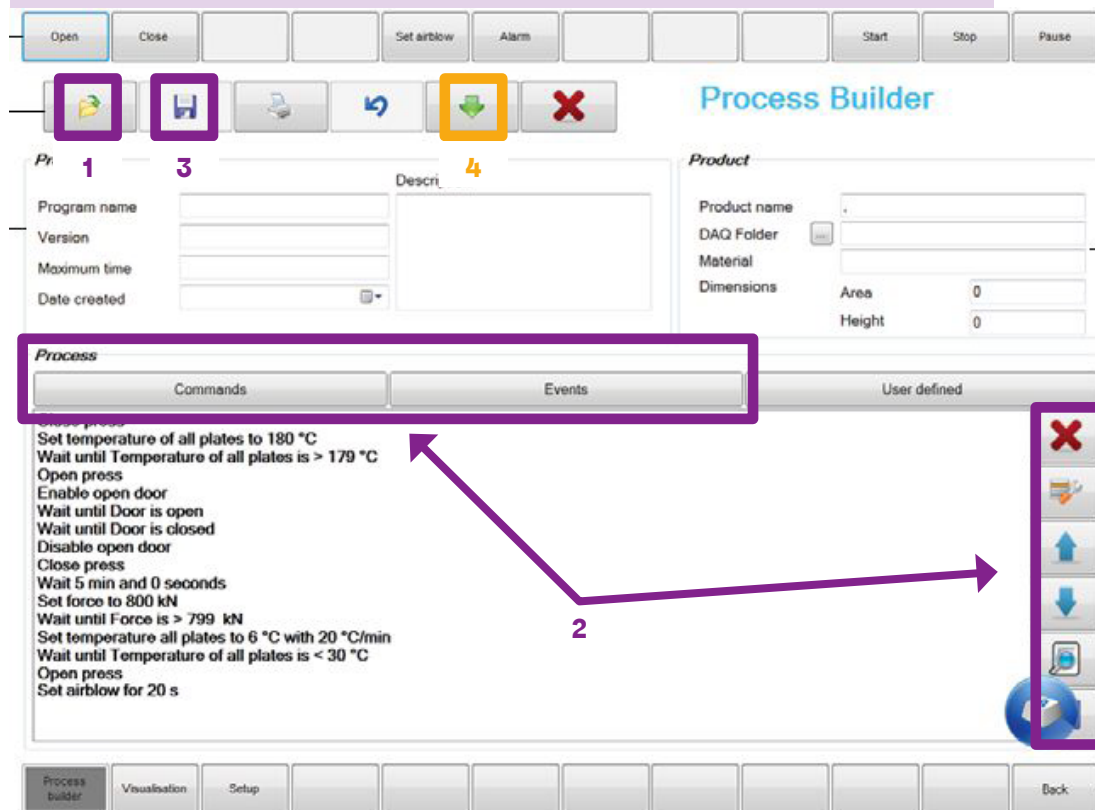 Open Close Set airblow Alarm Start Stop Pause
Process Builder
1 3 4
Pr
Descri
Program name
Version
Maximum time
Date created
Product
Product name .
DAQ Folder ...
Material
Dimensions Area 0
Height 0
Process
Commands Events User defined
Close press
Set temperature of all plates to 180 °C
Wait until Temperature of all plates is > 179 °C
Open press
Enable open door
Wait until Door is open
Wait until Door is closed
Disable open door
Close press
Wait 5 min and 0 seconds
Set force to 800 kN
Wait until Force is > 799 kN
Set temperature all plates to 6 °C with 20 °C/min
Wait until Temperature of all plates is < 30 °C
Open press
Set airblow for 20 s
2
Process builder Visualisation Setup Back